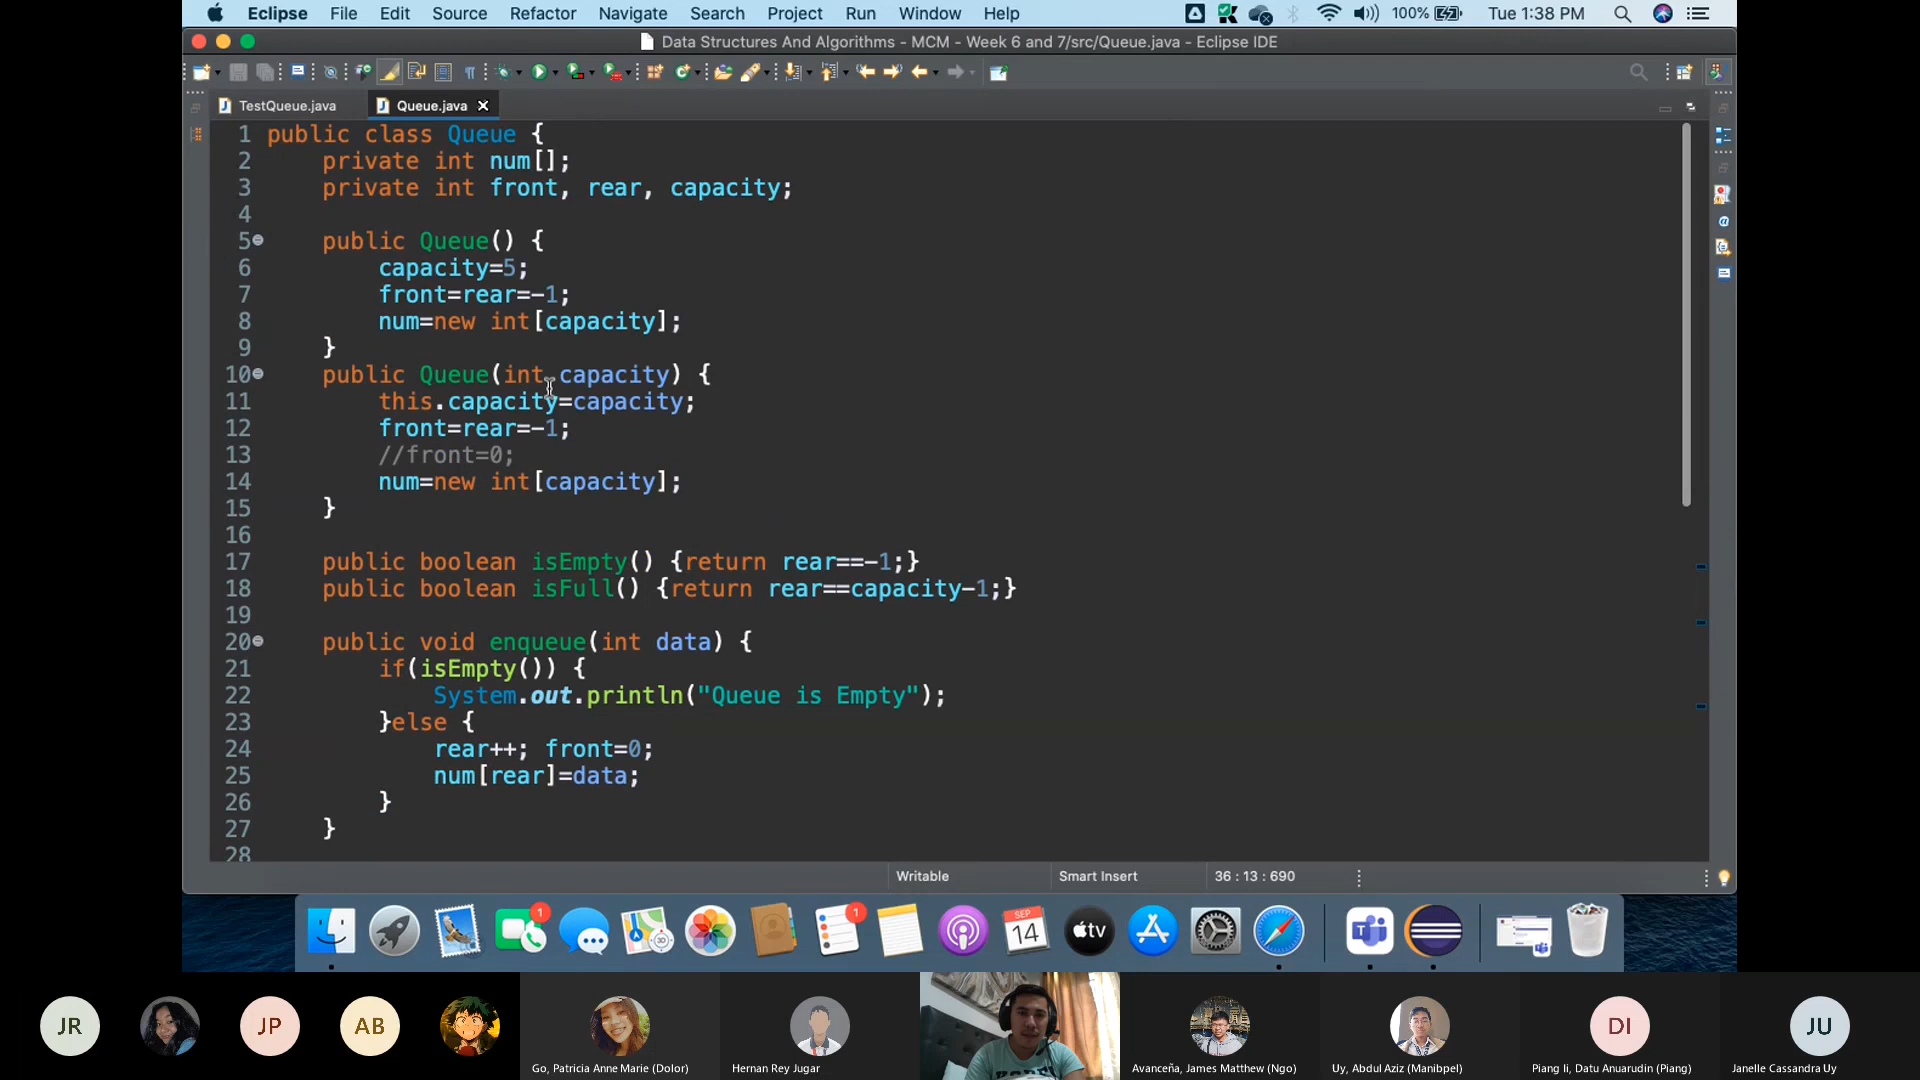 Eclipse File Edit Source Refactor Navigate Search Project Run Window Help 100% Tue 1:38 PM
Data Structures And Algorithms - MCM - Week 6 and 7/src/Queue.java - Eclipse IDE
TestQueue.java Queue.java
1 public class Queue {
2 private int num[];
3 private int front, rear, capacity;
4
5 public Queue() {
6 capacity=5;
7 front=rear=-1;
8 num=new int[capacity];
9 }
10 public Queue(int capacity) {
11 this.capacity=capacity;
12 front=rear=-1;
13 //front=0;
14 num=new int[capacity];
15 }
16
17 public boolean isEmpty() {return rear==-1;}
18 public boolean isFull() {return rear==capacity-1;}
19
20 public void enqueue(int data) {
21 if(isEmpty()) {
22 System.out.println("Queue is Empty");
23 }else {
24 rear++; front=0;
25 num[rear]=data;
26 }
27 }
28
Writable Smart Insert 36 : 13 : 690
1 1 SEP 14 tv
JR JP AB DI JU
Go, Patricia Anne Marie (Dolor) Hernan Rey Jugar Avanceña, James Matthew (Ngo) Uy, Abdul Aziz (Manibpel) Piang Ii, Datu Anuarudin (Piang) Janelle Cassandra Uy